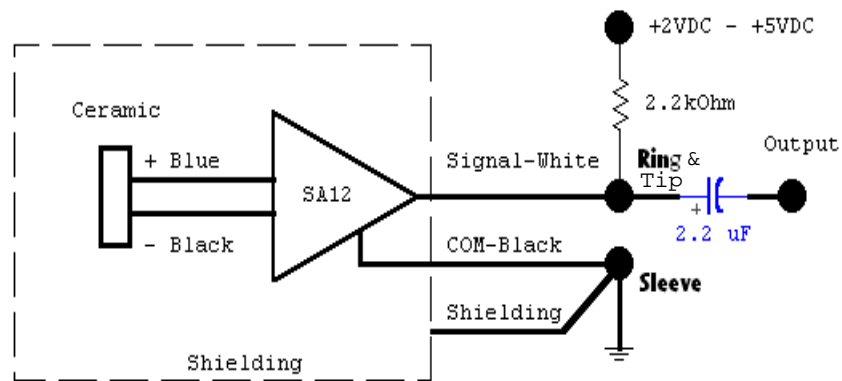 +2VDC - +5VDC
Ceramic
2.2kOhm
+ Blue
Signal-White
Ring &
Tip
Output
SA12
+
- Black
COM-Black
2.2 uF
Sleeve
Shielding
Shielding